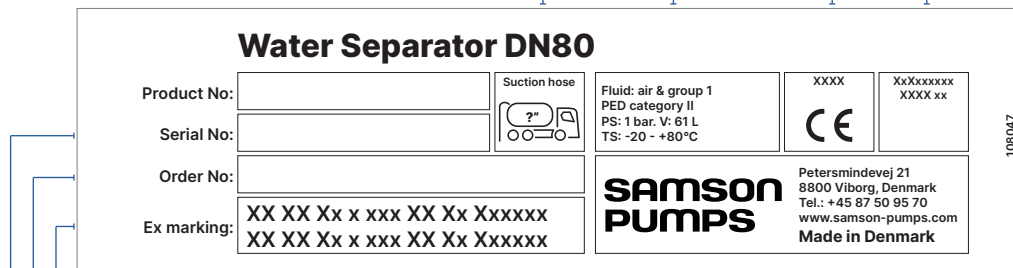 Water Separator DN80
Product No:
Serial No:
Order No:
Ex marking:
XX XX Xx x xxx XX Xx Xxxxxx
XX XX Xx x xxx XX Xx Xxxxxx
Suction hose
?"
Fluid: air & group 1
PED category II
PS: 1 bar. V: 61 L
TS: -20 - +80°C
XXXX
CE
XxXxxxxxx
XXXX xx
SAMSON
PUMPS
Petersmindevej 21
8800 Viborg, Denmark
Tel.: +45 87 50 95 70
www.samson-pumps.com
Made in Denmark
108047